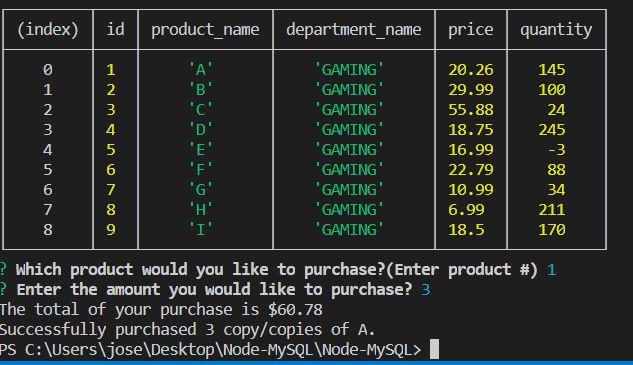 (index) id product_name department_name price quantity
0 1 'A' 'GAMING' 20.26 145
1 2 'B' 'GAMING' 29.99 100
2 3 'C' 'GAMING' 55.88 24
3 4 'D' 'GAMING' 18.75 245
4 5 'E' 'GAMING' 16.99 -3
5 6 'F' 'GAMING' 22.79 88
6 7 'G' 'GAMING' 10.99 34
7 8 'H' 'GAMING' 6.99 211
8 9 'I' 'GAMING' 18.5 170
? Which product would you like to purchase?(Enter product #) 1
? Enter the amount you would like to purchase? 3
The total of your purchase is $60.78
Successfully purchased 3 copy/copies of A.
PS C:\Users\jose\Desktop\Node-MySQL\Node-MySQL>